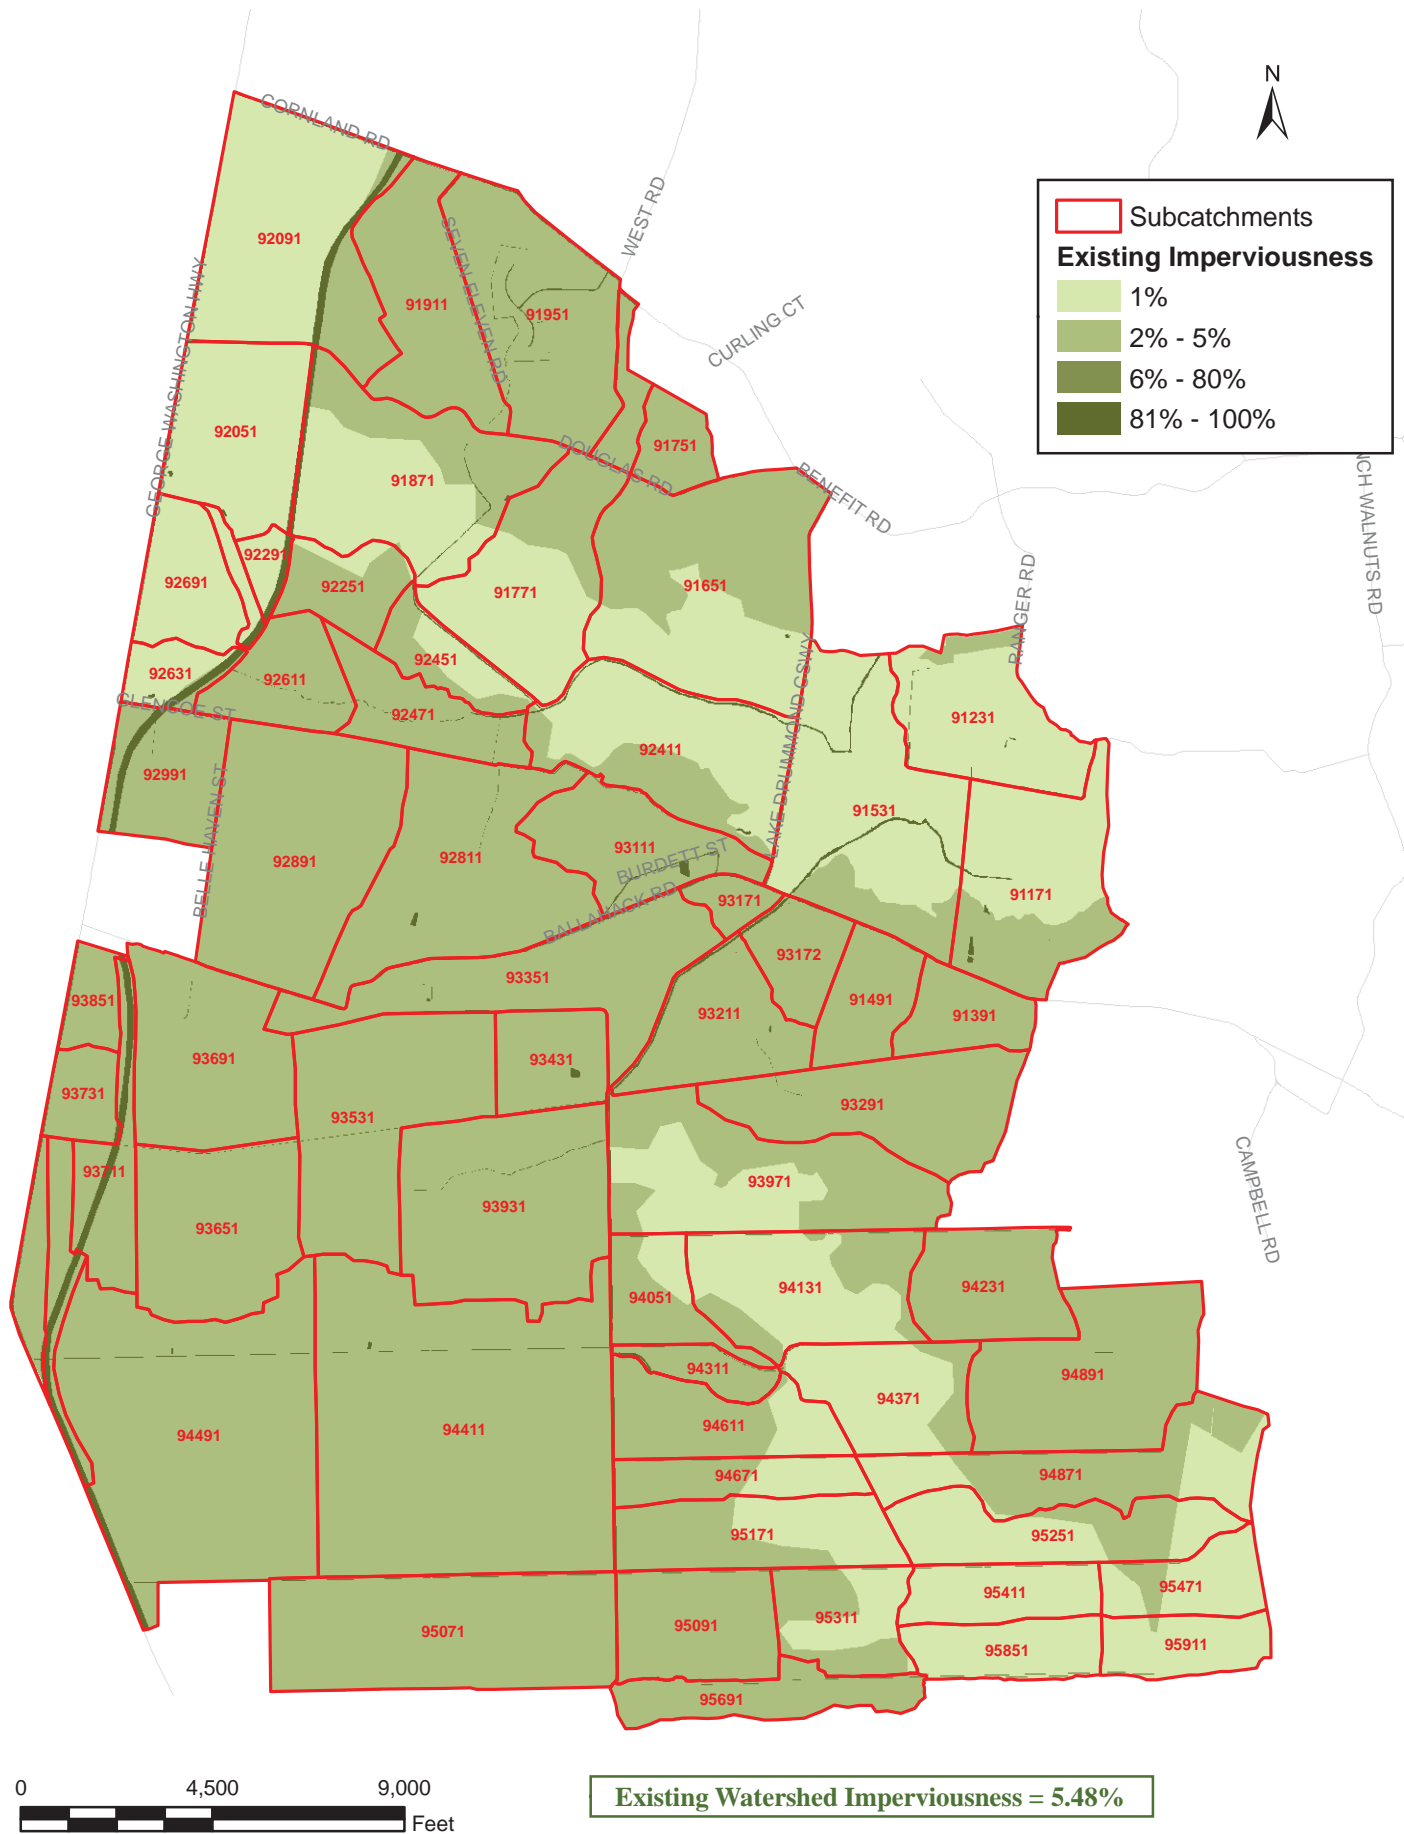 N
Subcatchments
Existing Imperviousness
1%
2% - 5%
6% - 80%
81% - 100%
CORNLAND RD
WEST RD
SEVEN ELEVEN RD
GEORGE WASHINGTON HWY
CURLING CT
DOUGLAS RD
BENEFIT RD
RANGER RD
NCH WALNUTS RD
GLENCOE ST
BELLE HAVEN ST
LAKE DRUMMOND CSWY
BURDETT ST
BALLAHACK RD
CAMPBELL RD
92091
91911
91951
92051
91751
91871
92291
92691
92251
91771
91651
92451
92631
92611
92471
91231
92411
92991
91531
92891
92811
93111
93171
91171
93172
93351
93851
91491
93211
91391
93691
93431
93731
93531
93291
93711
93971
93651
93931
94051
94131
94231
94311
94371
94891
94491
94411
94611
94671
94871
95171
95251
95411
95471
95071
95091
95311
95851
95911
95691
0 4,500 9,000
Feet
Existing Watershed Imperviousness = 5.48%